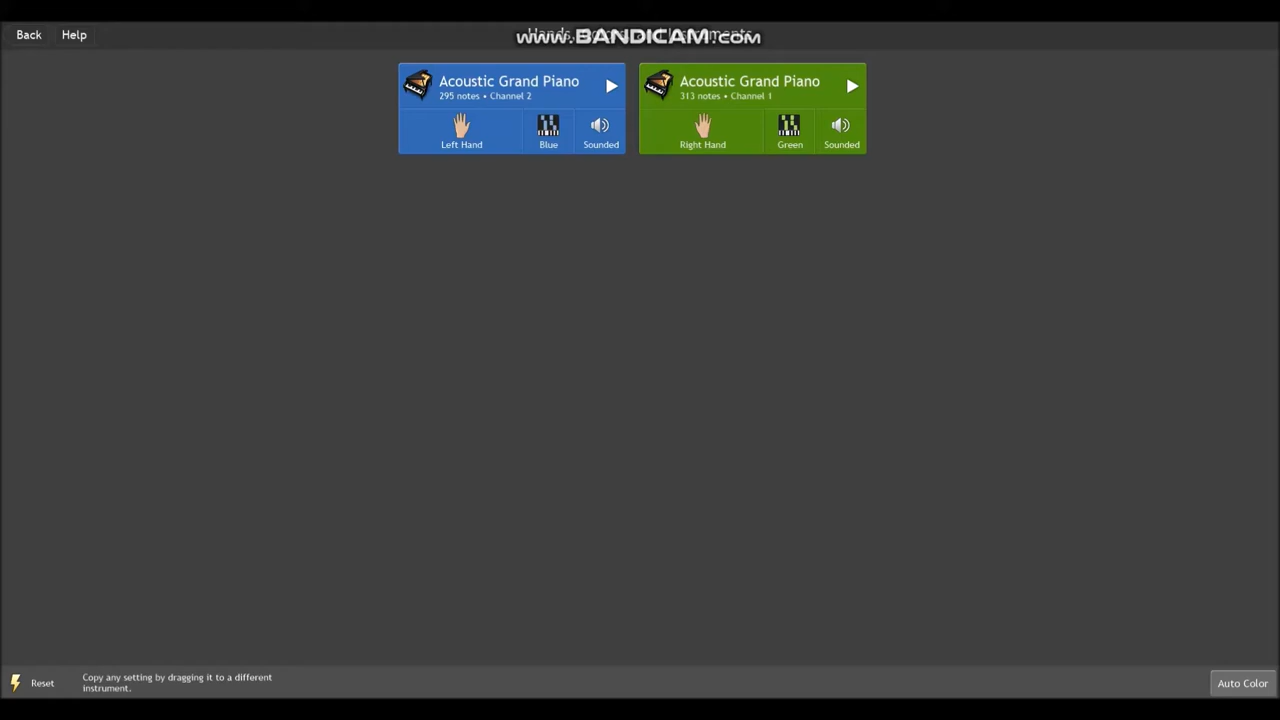 Back Help
www.BANDICAM.com
Acoustic Grand Piano
295 notes • Channel 2
Left Hand Blue Sounded
Acoustic Grand Piano
313 notes • Channel 1
Right Hand Green Sounded
Reset
Copy any setting by dragging it to a different
instrument.
Auto Color